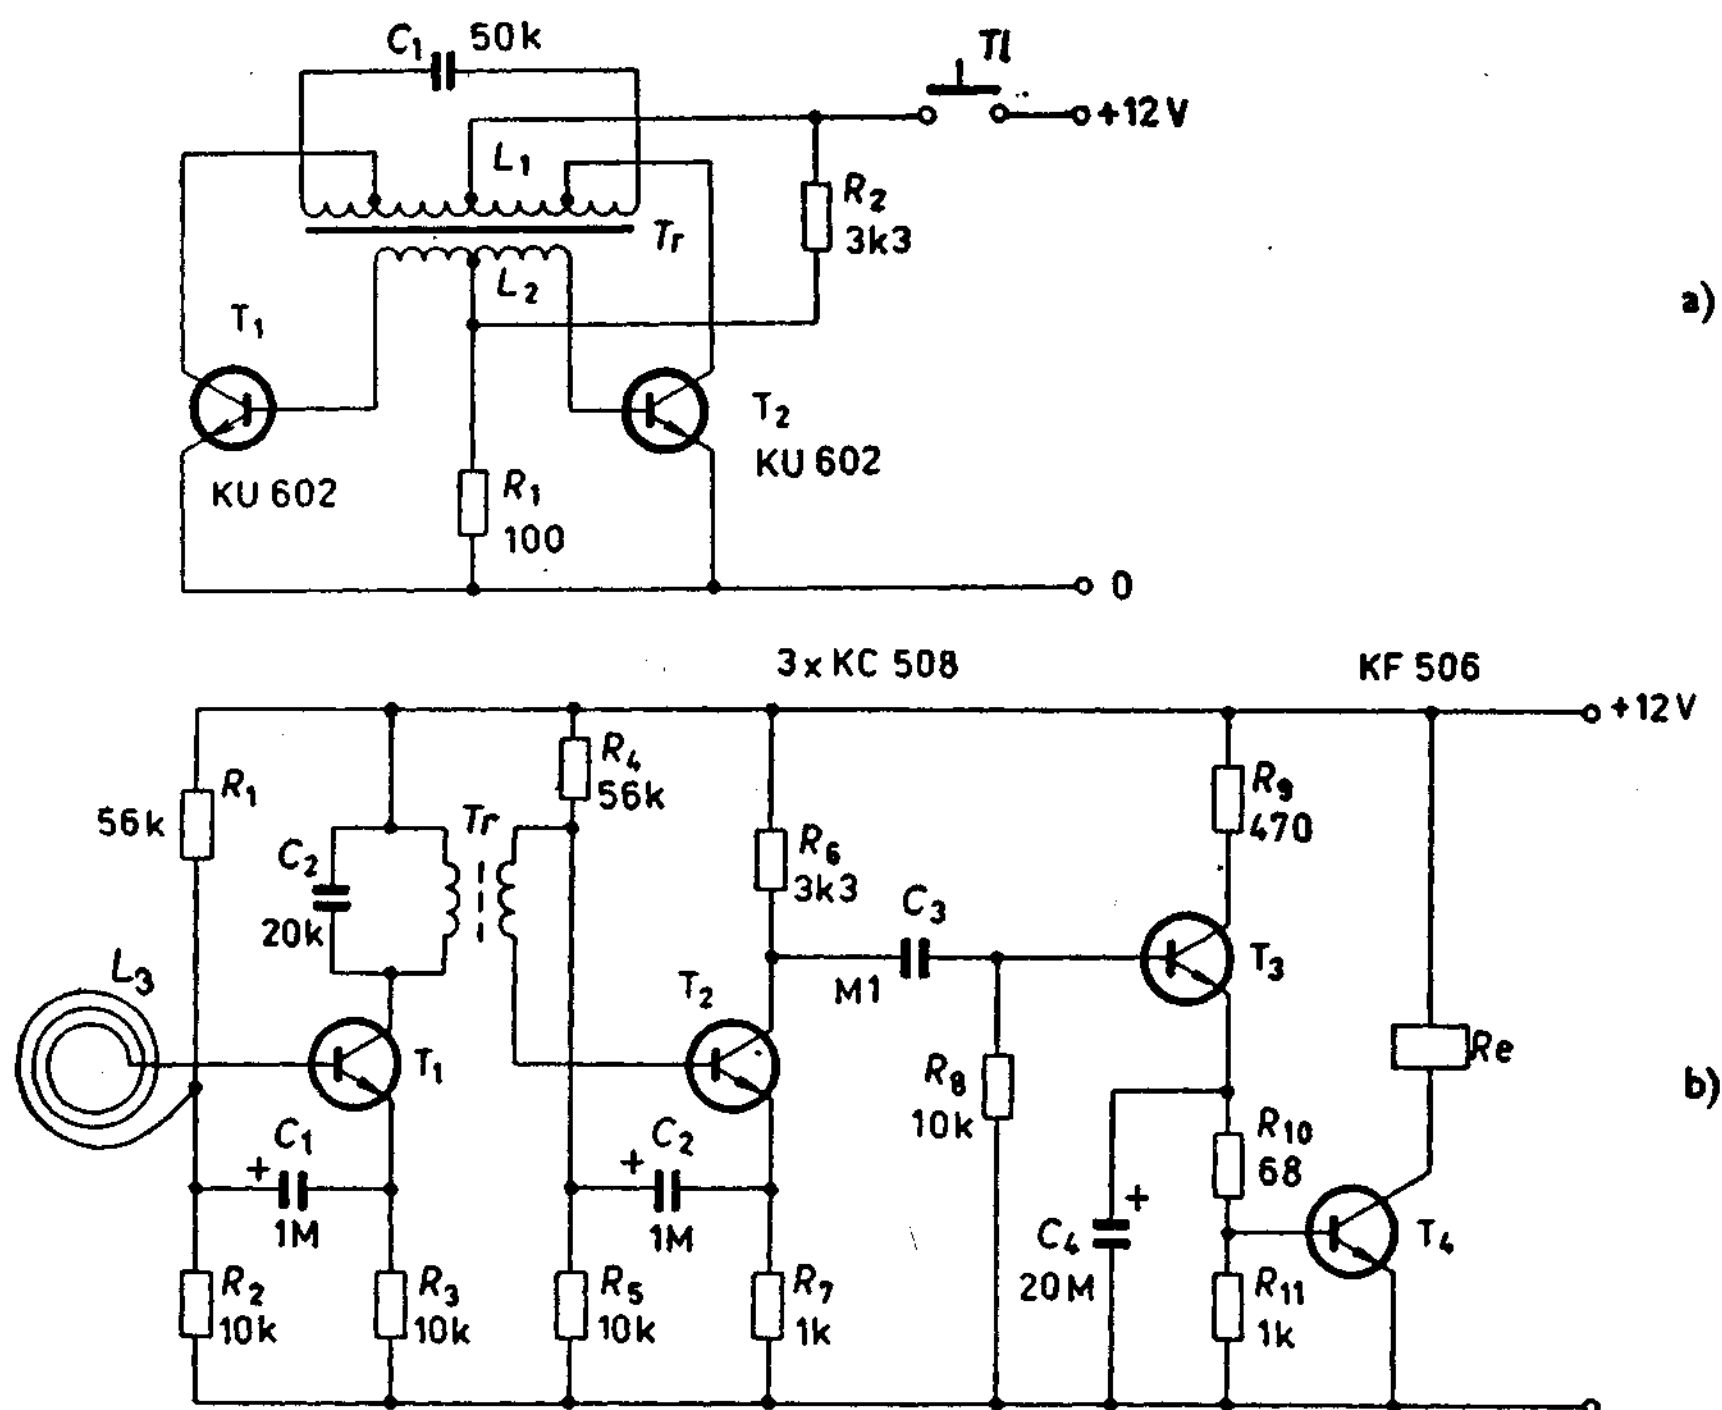 C1 50k
Tl
+12V
L1
R2
3k3
Tr
L2
a)
T1
T2
KU 602
KU 602
R1
100
0
3x KC 508
KF 506
+12V
R4
56k
R1
56k
Tr
R9
470
C2
20k
R6
3k3
C3
M1
L3
T2
T3
T1
Re
R8
10k
b)
C1
+
1M
C2
+
1M
R10
68
+
C4
20M
T4
R2
10k
R3
10k
R5
10k
R7
1k
R11
1k